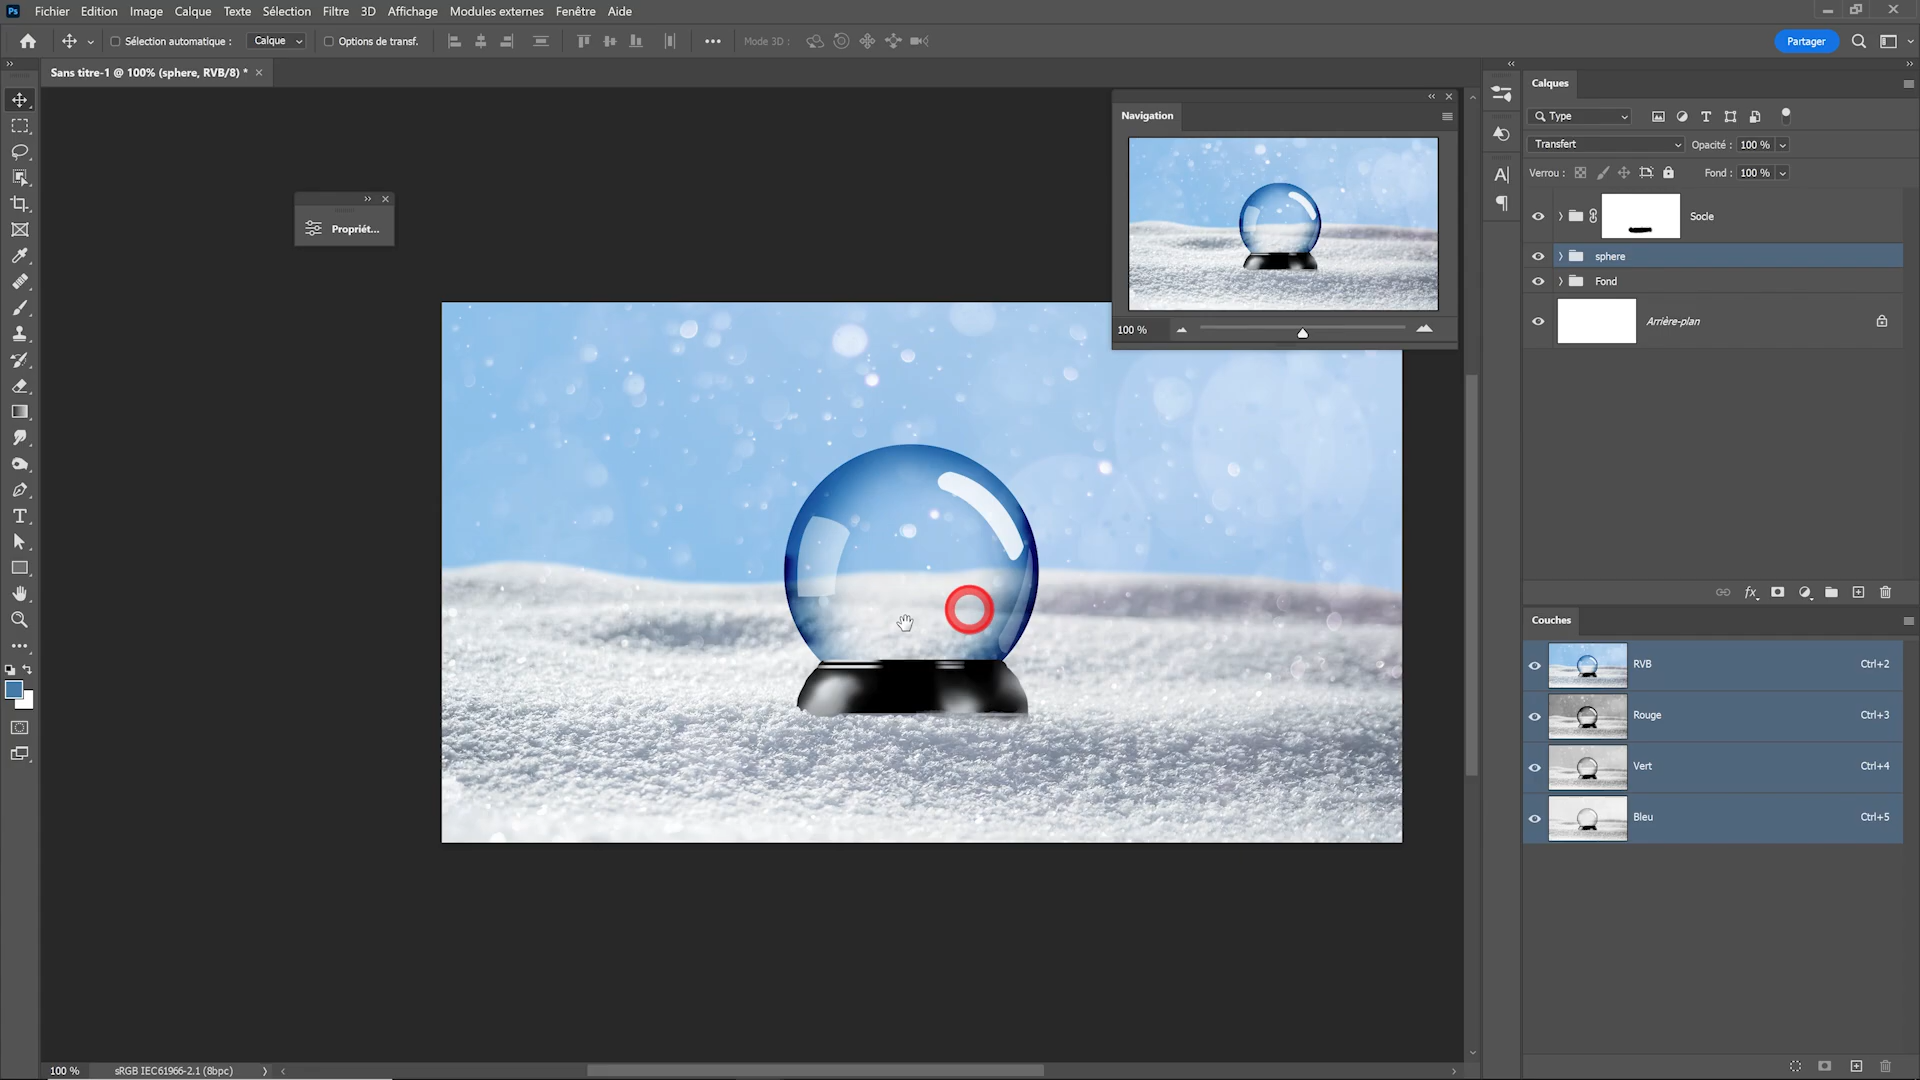 Ps Fichier Edition Image Calque Texte Sélection Filtre 3D Affichage Modules externes Fenêtre Aide
Sélection automatique : Calque Options de transf. Mode 3D : Partager
Sans titre-1 @ 100% (sphere, RVB/8) *
Navigation
100 %
Propriét...
Calques
Type
Transfert Opacité : 100 %
Verrou : Fond : 100 %
Socle
sphere
Fond
Arrière-plan
fx
Couches
RVB Ctrl+2
Rouge Ctrl+3
Vert Ctrl+4
Bleu Ctrl+5
100 % sRGB IEC61966-2.1 (8bpc)